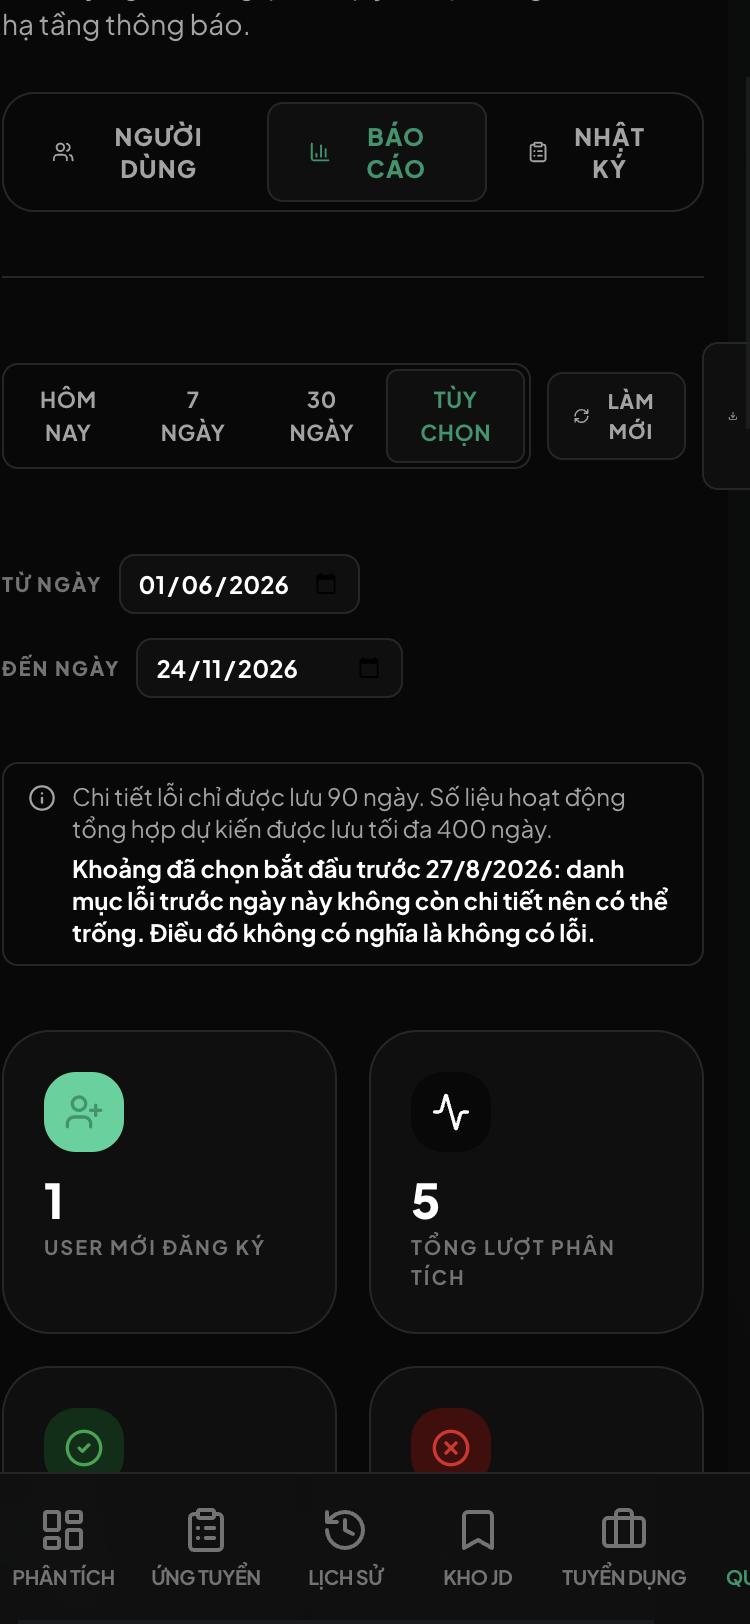 hạ tầng thông báo.
NGƯỜI
DÙNG
BÁO
CÁO
NHẬT
KÝ
HÔM
NAY
7
NGÀY
30
NGÀY
TÙY
CHỌN
LÀM
MỚI
TỪ NGÀY
01/06/2026
ĐẾN NGÀY
24/11/2026
Chi tiết lỗi chỉ được lưu 90 ngày. Số liệu hoạt động
tổng hợp dự kiến được lưu tối đa 400 ngày.
Khoảng đã chọn bắt đầu trước 27/8/2026: danh
mục lỗi trước ngày này không còn chi tiết nên có thể
trống. Điều đó không có nghĩa là không có lỗi.
1
USER MỚI ĐĂNG KÝ
5
TỔNG LƯỢT PHÂN
TÍCH
PHÂN TÍCH
ỨNG TUYỂN
LỊCH SỬ
KHO JD
TUYỂN DỤNG